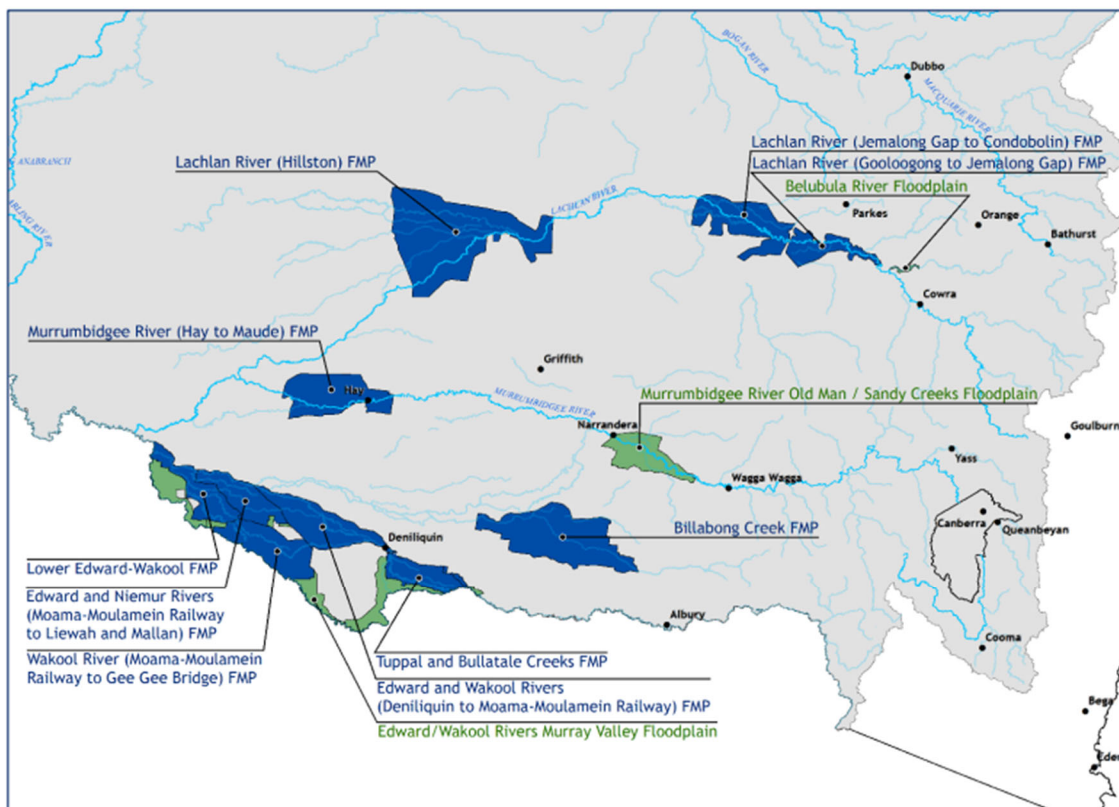 BOGAN RIVER
Dubbo
MACQUARIE RIVER
ANABRANCH
ARLING RIVER
Lachlan River (Hillston) FMP
LACHLAN RIVER
Lachlan River (Jemalong Gap to Condobolin) FMP
Lachlan River (Gooloogong to Jemalong Gap) FMP
Belubula River Floodplain
Parkes
Orange
Bathurst
Cowra
Murrumbidgee River (Hay to Maude) FMP
Hay
Griffith
MURRUMBIDGEE RIVER
Murrumbidgee River Old Man / Sandy Creeks Floodplain
Narrandera
Goulburn
Yass
Wagga Wagga
Canberra
Queanbeyan
Billabong Creek FMP
Deniliquin
Lower Edward-Wakool FMP
Edward and Niemur Rivers
(Moama-Moulamein Railway
to Liewah and Mallan) FMP
Wakool River (Moama-Moulamein
Railway to Gee Gee Bridge) FMP
Albury
Cooma
Tuppal and Bullatale Creeks FMP
Edward and Wakool Rivers
(Deniliquin to Moama-Moulamein Railway) FMP
Edward/Wakool Rivers Murray Valley Floodplain
Bega
Eden